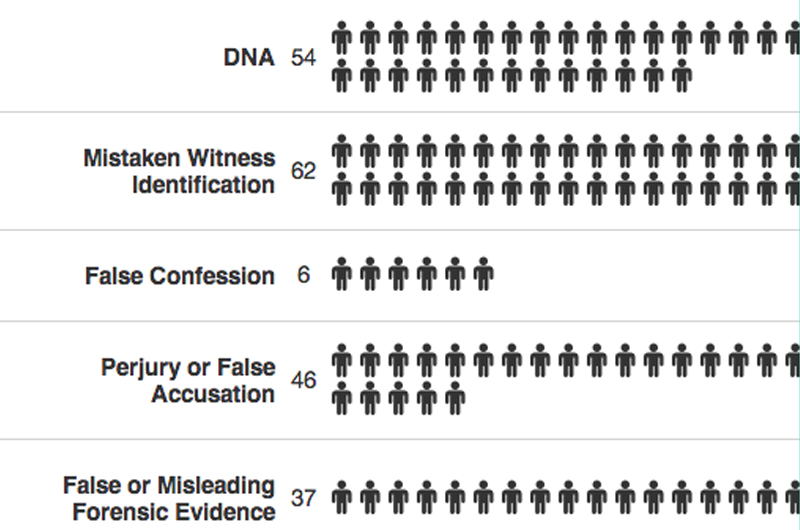 DNA 54
Mistaken Witness
Identification 62
False Confession 6
Perjury or False
Accusation 46
False or Misleading
Forensic Evidence 37